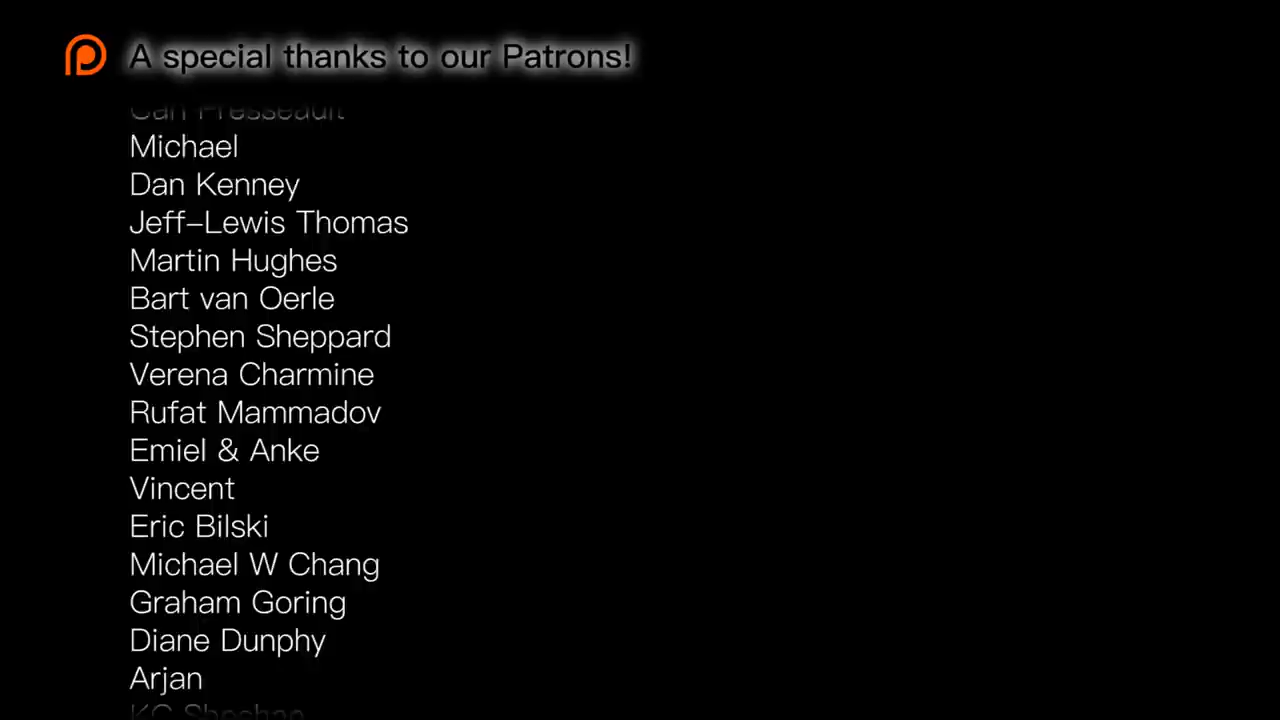 A special thanks to our Patrons!
Michael
Dan Kenney
Jeff-Lewis Thomas
Martin Hughes
Bart van Oerle
Stephen Sheppard
Verena Charmine
Rufat Mammadov
Emiel & Anke
Vincent
Eric Bilski
Michael W Chang
Graham Goring
Diane Dunphy
Arjan